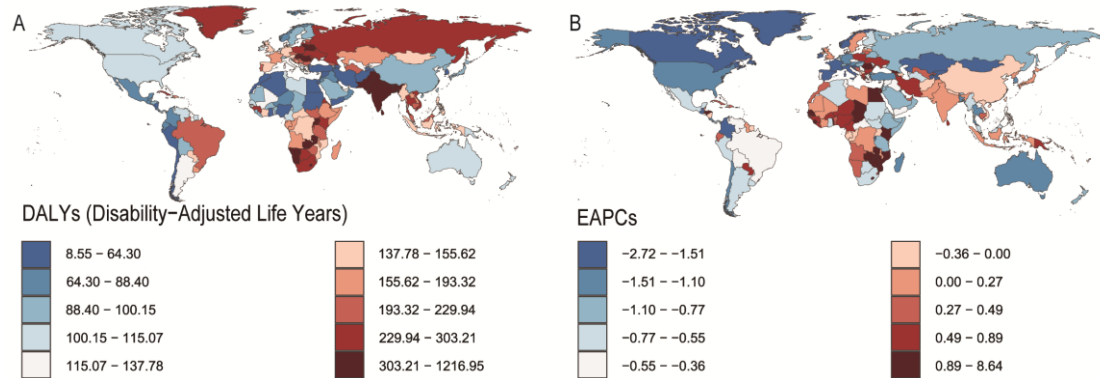 A
B
DALYs (Disability-Adjusted Life Years)
8.55 – 64.30
64.30 – 88.40
88.40 – 100.15
100.15 – 115.07
115.07 – 137.78
137.78 – 155.62
155.62 – 193.32
193.32 – 229.94
229.94 – 303.21
303.21 – 1216.95
EAPCs
−2.72 – −1.51
−1.51 – −1.10
−1.10 – −0.77
−0.77 – −0.55
−0.55 – −0.36
−0.36 – 0.00
0.00 – 0.27
0.27 – 0.49
0.49 – 0.89
0.89 – 8.64